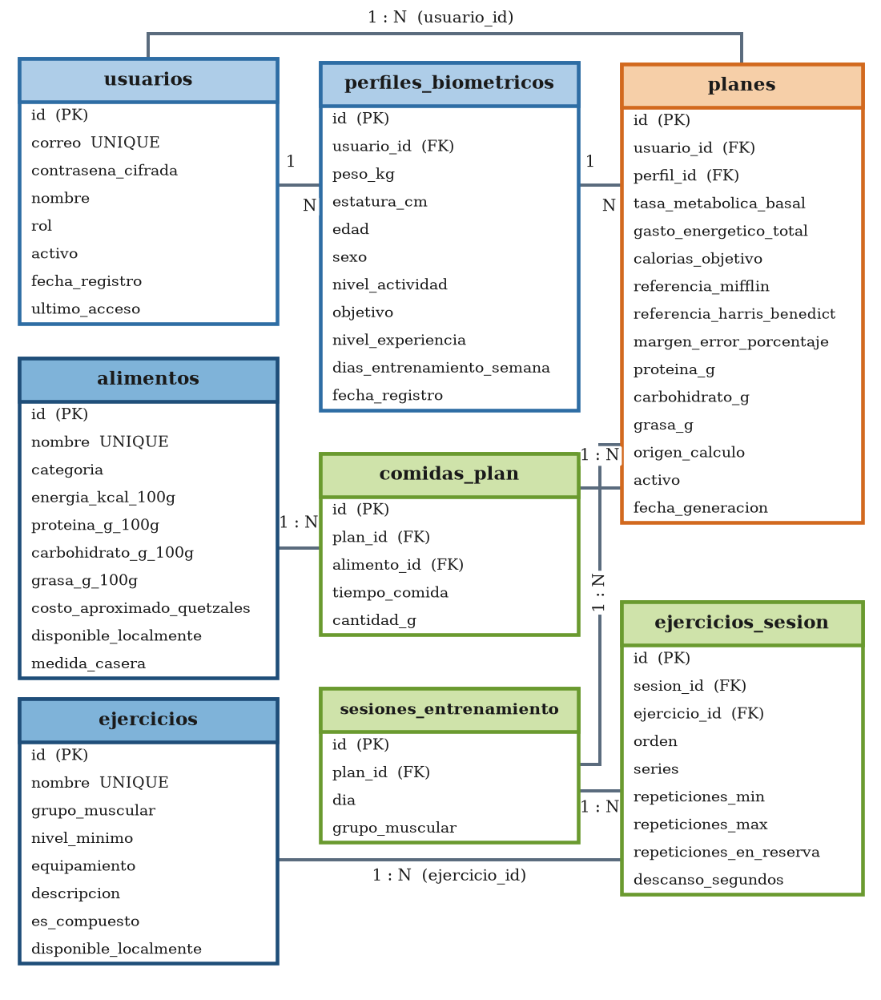 1 : N (usuario_id)
usuarios
id (PK)
correo UNIQUE
contrasena_cifrada
nombre
rol
activo
fecha_registro
ultimo_acceso
1
N
perfiles_biometricos
id (PK)
usuario_id (FK)
peso_kg
estatura_cm
edad
sexo
nivel_actividad
objetivo
nivel_experiencia
dias_entrenamiento_semana
fecha_registro
1
N
planes
id (PK)
usuario_id (FK)
perfil_id (FK)
tasa_metabolica_basal
gasto_energetico_total
calorias_objetivo
referencia_mifflin
referencia_harris_benedict
margen_error_porcentaje
proteina_g
carbohidrato_g
grasa_g
origen_calculo
activo
fecha_generacion
alimentos
id (PK)
nombre UNIQUE
categoria
energia_kcal_100g
proteina_g_100g
carbohidrato_g_100g
grasa_g_100g
costo_aproximado_quetzales
disponible_localmente
medida_casera
1 : N
comidas_plan
id (PK)
plan_id (FK)
alimento_id (FK)
tiempo_comida
cantidad_g
1 : N
1 : N
ejercicios
id (PK)
nombre UNIQUE
grupo_muscular
nivel_minimo
equipamiento
descripcion
es_compuesto
disponible_localmente
sesiones_entrenamiento
id (PK)
plan_id (FK)
dia
grupo_muscular
1 : N
ejercicios_sesion
id (PK)
sesion_id (FK)
ejercicio_id (FK)
orden
series
repeticiones_min
repeticiones_max
repeticiones_en_reserva
descanso_segundos
1 : N (ejercicio_id)